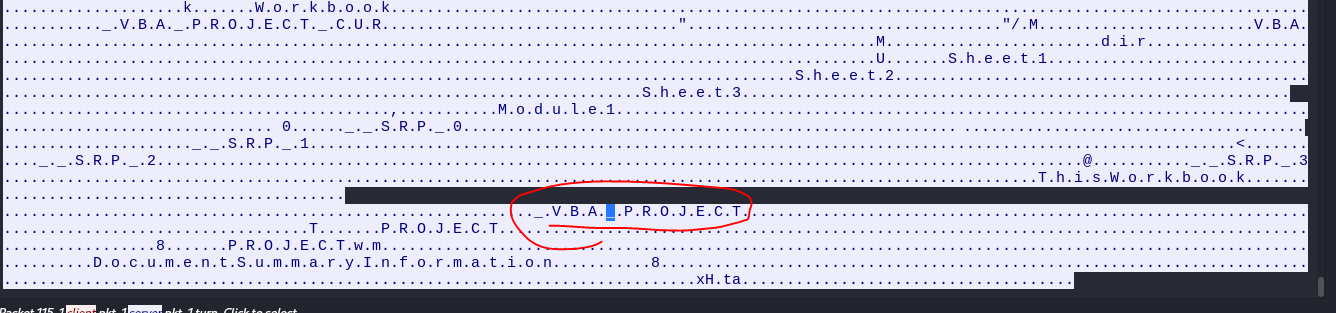 k.......W.o.r.k.b.o.o.k
_.V.B.A._.P.R.O.J.E.C.T._.C.U.R " "/.M V.B.A.
M d.i.r
U.......S.h.e.e.t.1
S.h.e.e.t.2
S.h.e.e.t.3
, M.o.d.u.l.e.1
0 _._.S.R.P._.0
_._.S.R.P._.1 <
_._.S.R.P._.2 @ _._.S.R.P._.3
T.h.i.s.W.o.r.k.b.o.o.k
_.V.B.A._.P.R.O.J.E.C.T
T P.R.O.J.E.C.T
8 P.R.O.J.E.C.T.w.m
D.o.c.u.m.e.n.t.S.u.m.m.a.r.y.I.n.f.o.r.m.a.t.i.o.n 8
xH.ta
Packet 115. 1 client pkt, 1 server pkt, 1 turn. Click to select.